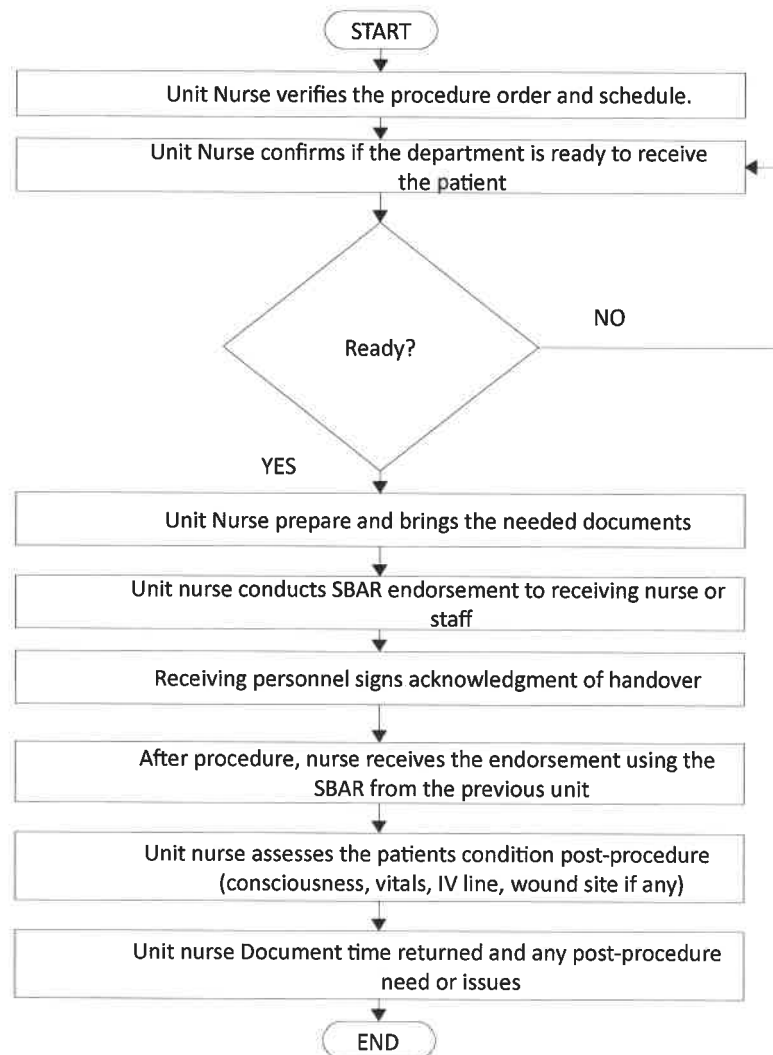 START
Unit Nurse verifies the procedure order and schedule.
Unit Nurse confirms if the department is ready to receive
the patient
Ready?
NO
YES
Unit Nurse prepare and brings the needed documents
Unit nurse conducts SBAR endorsement to receiving nurse or
staff
Receiving personnel signs acknowledgment of handover
After procedure, nurse receives the endorsement using the
SBAR from the previous unit
Unit nurse assesses the patients condition post-procedure
(consciousness, vitals, IV line, wound site if any)
Unit nurse Document time returned and any post-procedure
need or issues
END